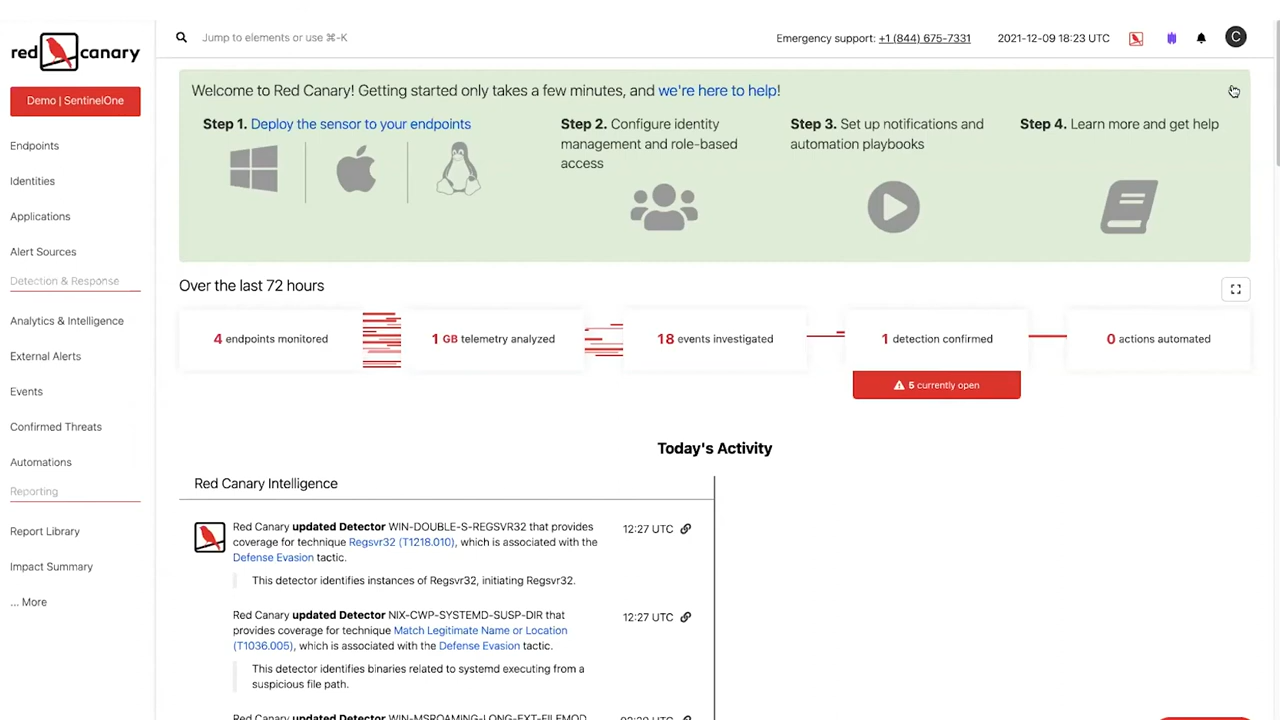 red canary
Jump to elements or use ⌘-K
Emergency support: +1 (844) 675-7331
2021-12-09 18:23 UTC
C
Demo | SentinelOne
Endpoints
Identities
Applications
Alert Sources
Detection & Response
Analytics & Intelligence
External Alerts
Events
Confirmed Threats
Automations
Reporting
Report Library
Impact Summary
... More
Welcome to Red Canary! Getting started only takes a few minutes, and we're here to help!
Step 1. Deploy the sensor to your endpoints
Step 2. Configure identity
management and role-based
access
Step 3. Set up notifications and
automation playbooks
Step 4. Learn more and get help
Over the last 72 hours
4 endpoints monitored
1 GB telemetry analyzed
18 events investigated
1 detection confirmed
0 actions automated
5 currently open
Today's Activity
Red Canary Intelligence
Red Canary updated Detector WIN-DOUBLE-S-REGSVR32 that provides
coverage for technique Regsvr32 (T1218.010), which is associated with the
Defense Evasion tactic.
12:27 UTC
This detector identifies instances of Regsvr32, initiating Regsvr32.
Red Canary updated Detector NIX-CWP-SYSTEMD-SUSP-DIR that
provides coverage for technique Match Legitimate Name or Location
(T1036.005), which is associated with the Defense Evasion tactic.
12:27 UTC
This detector identifies binaries related to systemd executing from a
suspicious file path.
Red Canary updated Detector WIN-MSROAMING-LONG-EXT-FILEMOD